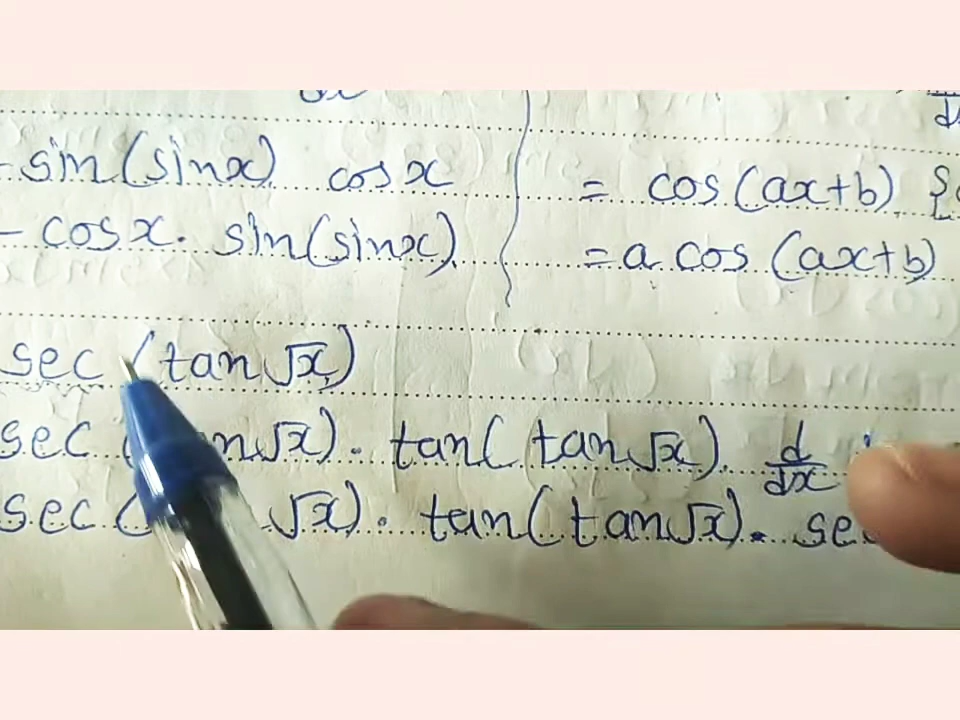 - sin(sinx) cosx
- cosx. sin(sinx)
= cos(ax+b)
= a cos(ax+b)
sec (tan√x)
sec (tan√x). tan(tan√x). d/dx
sec ( √x). tan(tan√x).